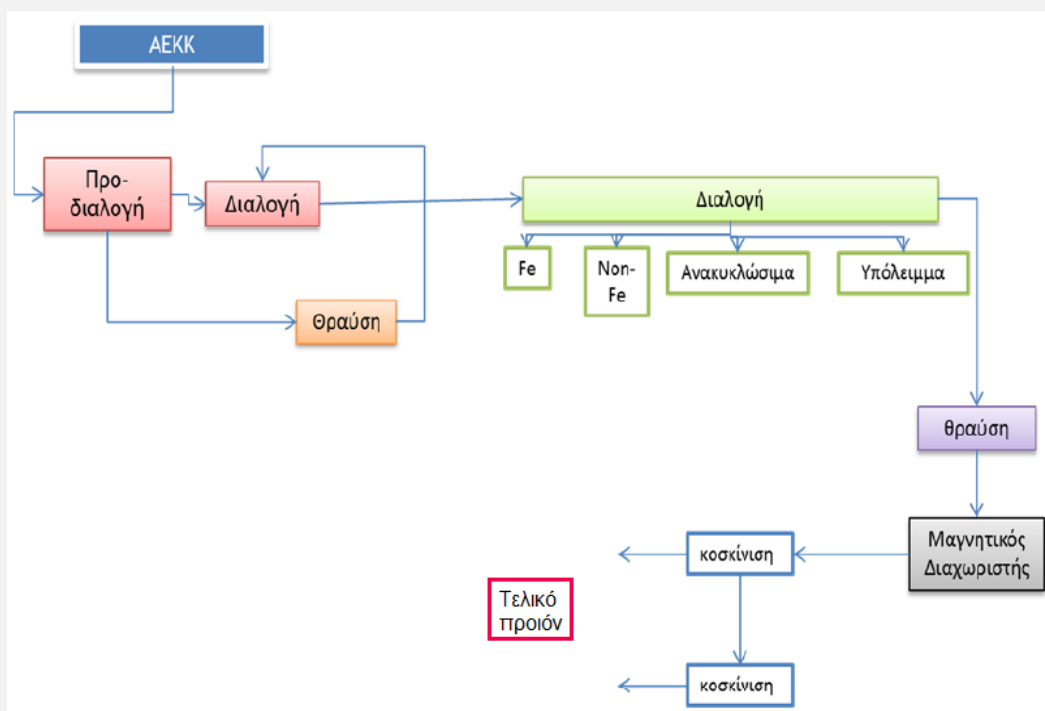 ΑΕΚΚ
Προ-
διαλογή
Διαλογή
Διαλογή
Fe
Non-
Fe
Ανακυκλώσιμα
Υπόλειμμα
Θραύση
θραύση
Μαγνητικός
Διαχωριστής
κοσκίνιση
Τελικό
προιόν
κοσκίνιση